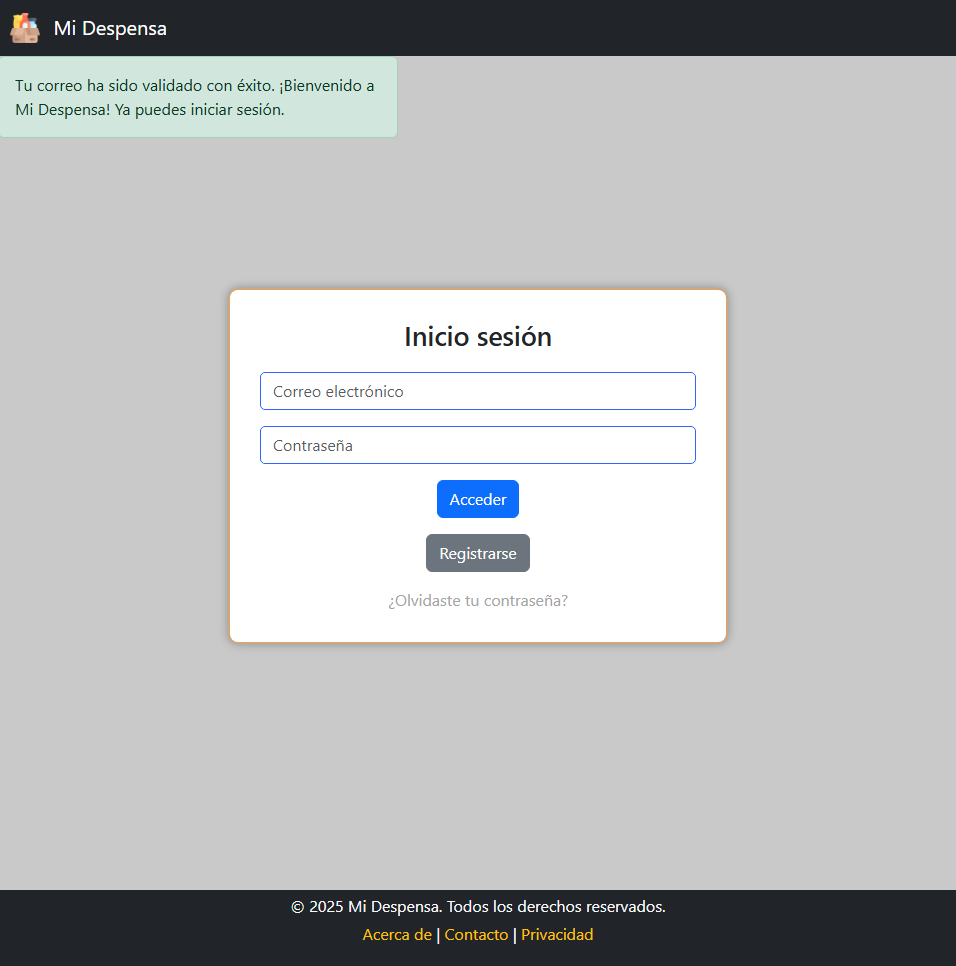 Mi Despensa
Tu correo ha sido validado con éxito. ¡Bienvenido a
Mi Despensa! Ya puedes iniciar sesión.
Inicio sesión
Correo electrónico
Contraseña
Acceder
Registrarse
¿Olvidaste tu contraseña?
© 2025 Mi Despensa. Todos los derechos reservados.
Acerca de | Contacto | Privacidad